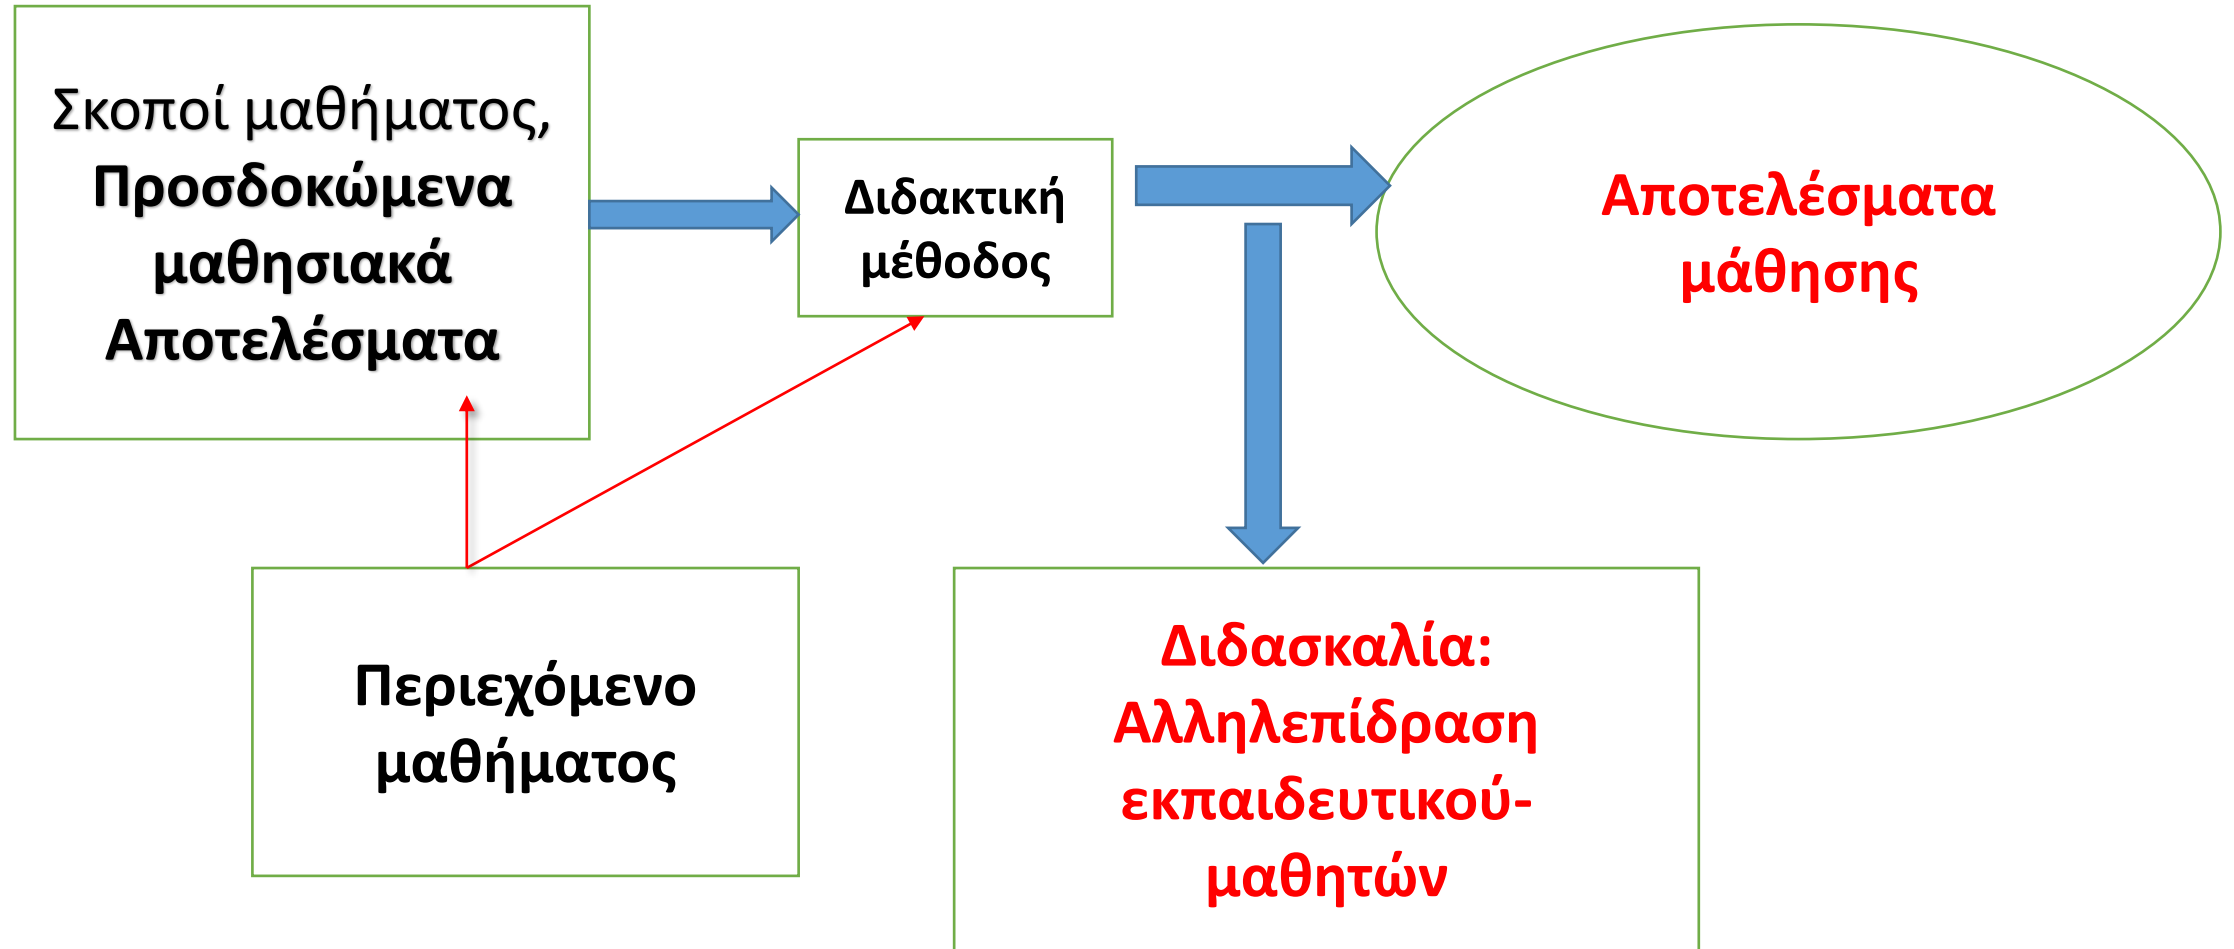 Σκοποί μαθήματος,
Προσδοκώμενα
μαθησιακά
Αποτελέσματα
Διδακτική
μέθοδος
Αποτελέσματα
μάθησης
Περιεχόμενο
μαθήματος
Διδασκαλία:
Αλληλεπίδραση
εκπαιδευτικού-
μαθητών